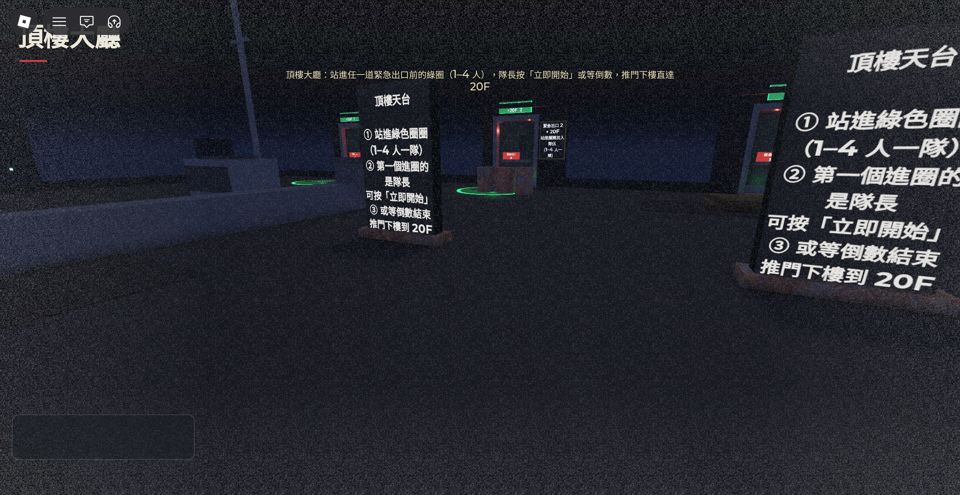 頂樓大廳
頂樓大廳：站進任一道緊急出口前的綠圈（1–4 人），隊長按「立即開始」或等倒數，推門下樓直達
20F
頂樓天台
① 站進綠色圈圈
（1–4 人一隊）
② 第一個進圈的
是隊長
可按「立即開始」
③ 或等倒數結束
推門下樓到 20F
緊急出口 2
頂樓天台
① 站進綠色圈
（1–4 人一隊）
② 第一個進圈的
是隊長
可按「立即開始」
③ 或等倒數結束
推門下樓到 20F